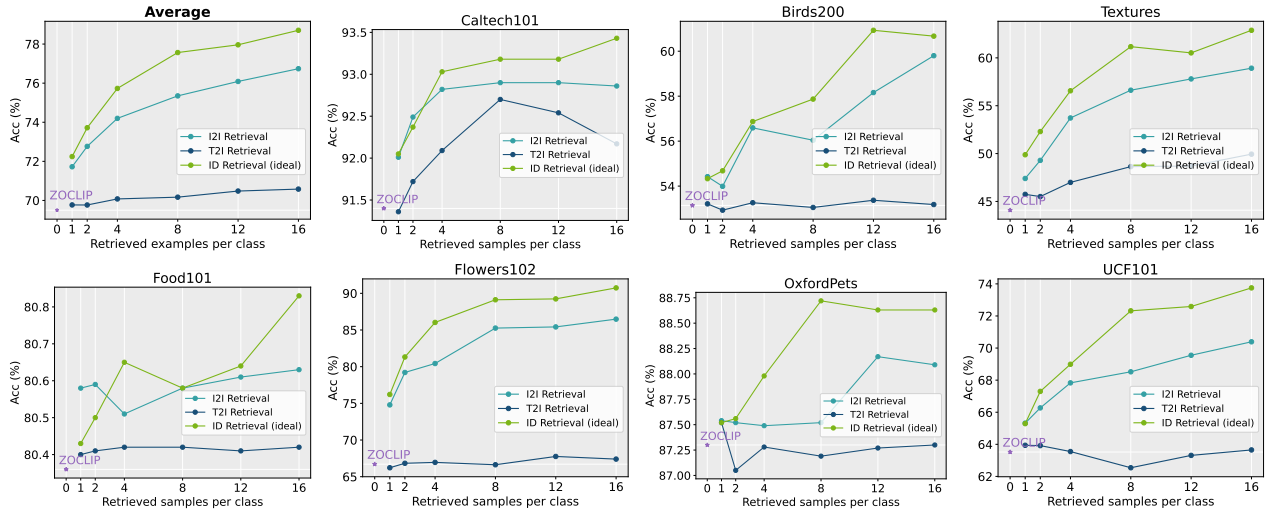 Average
Acc (%)
78
76
74
72
70
ZOCLIP
I2I Retrieval
T2I Retrieval
ID Retrieval (ideal)
0 1 2 4 8 12 16
Retrieved examples per class
Caltech101
Acc (%)
93.5
93.0
92.5
92.0
91.5
ZOCLIP
I2I Retrieval
T2I Retrieval
ID Retrieval (ideal)
0 1 2 4 8 12 16
Retrieved samples per class
Birds200
Acc (%)
60
58
56
54
ZOCLIP
I2I Retrieval
T2I Retrieval
ID Retrieval (ideal)
0 1 2 4 8 12 16
Retrieved samples per class
Textures
Acc (%)
60
55
50
45
ZOCLIP
I2I Retrieval
T2I Retrieval
ID Retrieval (ideal)
0 1 2 4 8 12 16
Retrieved samples per class
Food101
Acc (%)
80.8
80.7
80.6
80.5
80.4
ZOCLIP
I2I Retrieval
T2I Retrieval
ID Retrieval (ideal)
0 1 2 4 8 12 16
Retrieved samples per class
Flowers102
Acc (%)
90
85
80
75
70
65
ZOCLIP
I2I Retrieval
T2I Retrieval
ID Retrieval (ideal)
0 1 2 4 8 12 16
Retrieved samples per class
OxfordPets
Acc (%)
88.75
88.50
88.25
88.00
87.75
87.50
87.25
87.00
ZOCLIP
I2I Retrieval
T2I Retrieval
ID Retrieval (ideal)
0 1 2 4 8 12 16
Retrieved samples per class
UCF101
Acc (%)
74
72
70
68
66
64
62
ZOCLIP
I2I Retrieval
T2I Retrieval
ID Retrieval (ideal)
0 1 2 4 8 12 16
Retrieved samples per class